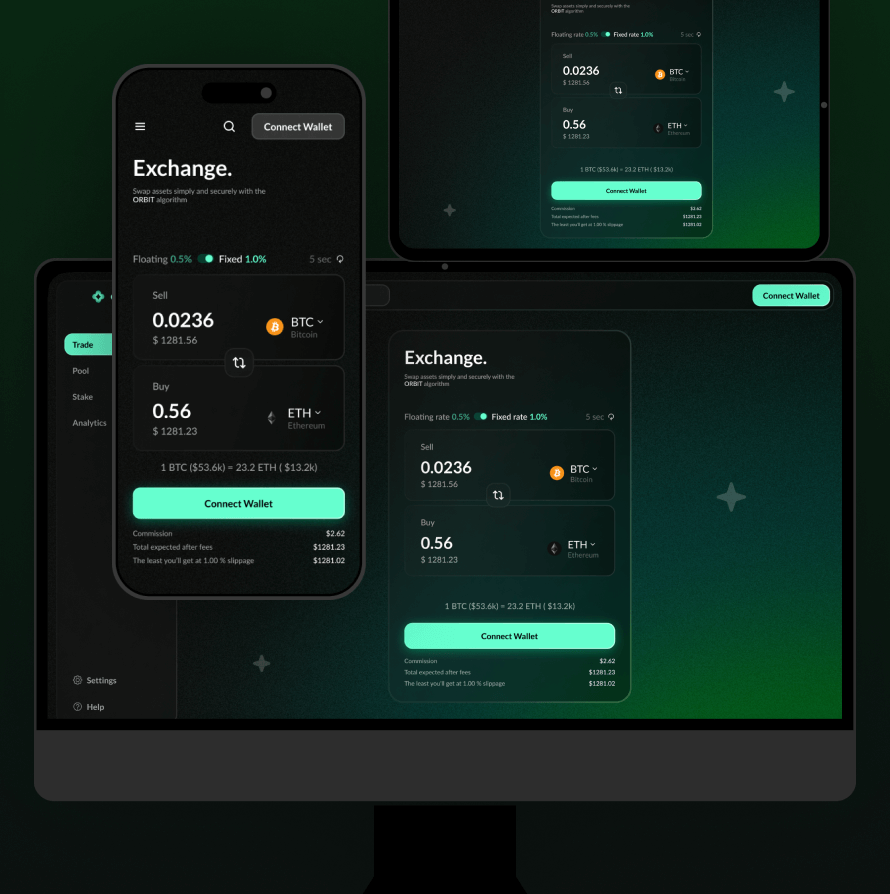 Swap assets simply and securely with the
ORBIT algorithm
Floating rate 0.5% Fixed rate 1.0% 5 sec
Sell
0.0236
$ 1281.56
BTC
Bitcoin
Buy
0.56
$ 1281.23
ETH
Ethereum
1 BTC ($53.6k) = 23.2 ETH ( $13.2k)
Connect Wallet
Commission $2.62
Total expected after fees $1281.23
The least you'll get at 1.00 % slippage $1281.02
Connect Wallet
Exchange.
Swap assets simply and securely with the
ORBIT algorithm
Floating 0.5% Fixed 1.0% 5 sec
Sell
0.0236
$ 1281.56
BTC
Bitcoin
Buy
0.56
$ 1281.23
ETH
Ethereum
1 BTC ($53.6k) = 23.2 ETH ( $13.2k)
Connect Wallet
Commission $2.62
Total expected after fees $1281.23
The least you'll get at 1.00 % slippage $1281.02
Connect Wallet
Trade
Pool
Stake
Analytics
Settings
Help
Exchange.
Swap assets simply and securely with the
ORBIT algorithm
Floating rate 0.5% Fixed rate 1.0% 5 sec
Sell
0.0236
$ 1281.56
BTC
Bitcoin
Buy
0.56
$ 1281.23
ETH
Ethereum
1 BTC ($53.6k) = 23.2 ETH ( $13.2k)
Connect Wallet
Commission $2.62
Total expected after fees $1281.23
The least you'll get at 1.00 % slippage $1281.02